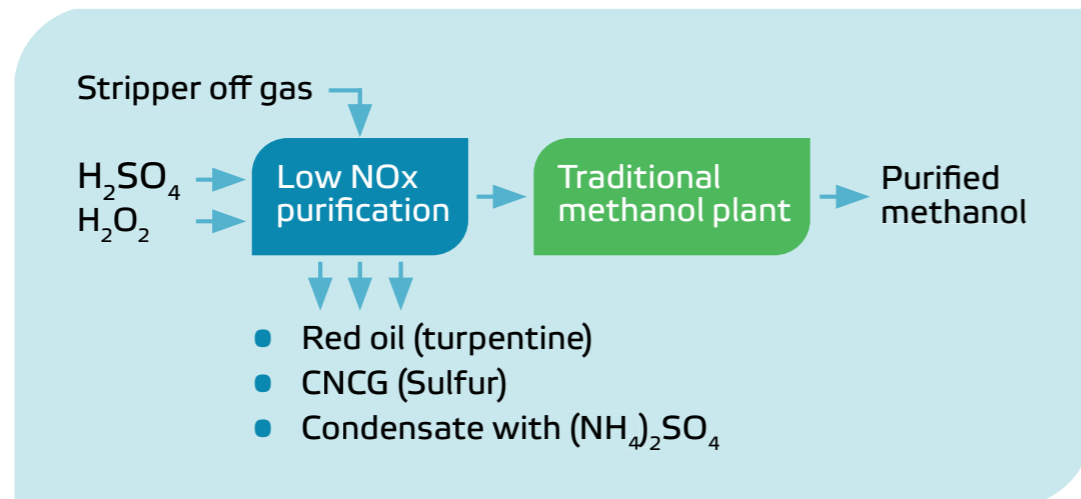 Stripper off gas
H₂SO₄
H₂O₂
Low NOx
purification
Traditional
methanol plant
Purified
methanol
• Red oil (turpentine)
• CNCG (Sulfur)
• Condensate with (NH₄)₂SO₄